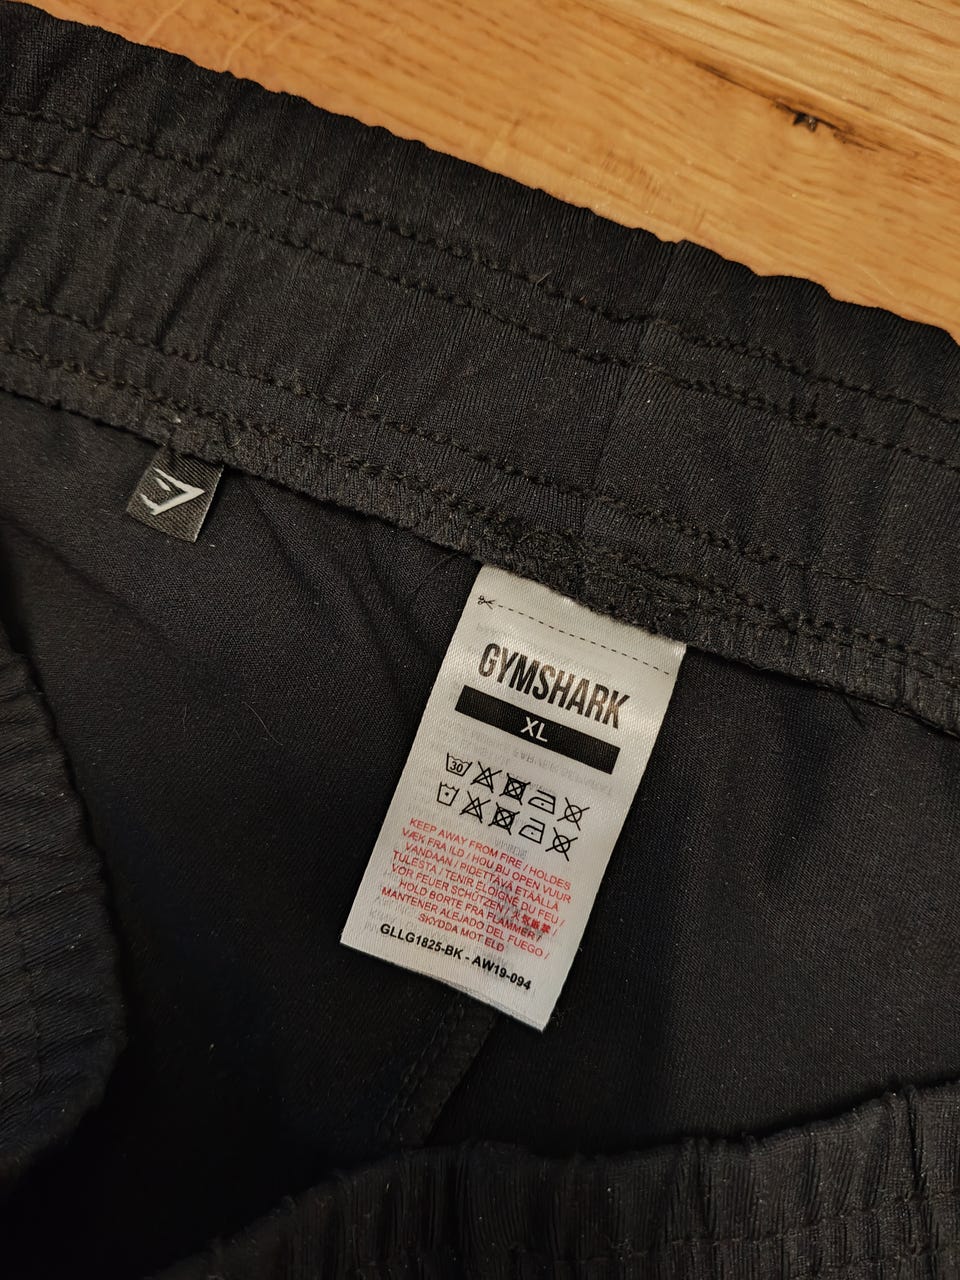 GYMSHARK
XL
30
KEEP AWAY FROM FIRE / HOLDES
VÆK FRA ILD / HOU BIJ OPEN VUUR
VANDAAN / PIDETTÄVÄ ETÄÄLLÄ
TULESTA / TENIR ÉLOIGNÉ DU FEU /
VOR FEUER SCHÜTZEN /
HOLD BORTE FRA FLAMMER /
MANTENER ALEJADO DEL FUEGO /
SKYDDA MOT ELD
GLLG1825-BK - AW19-094